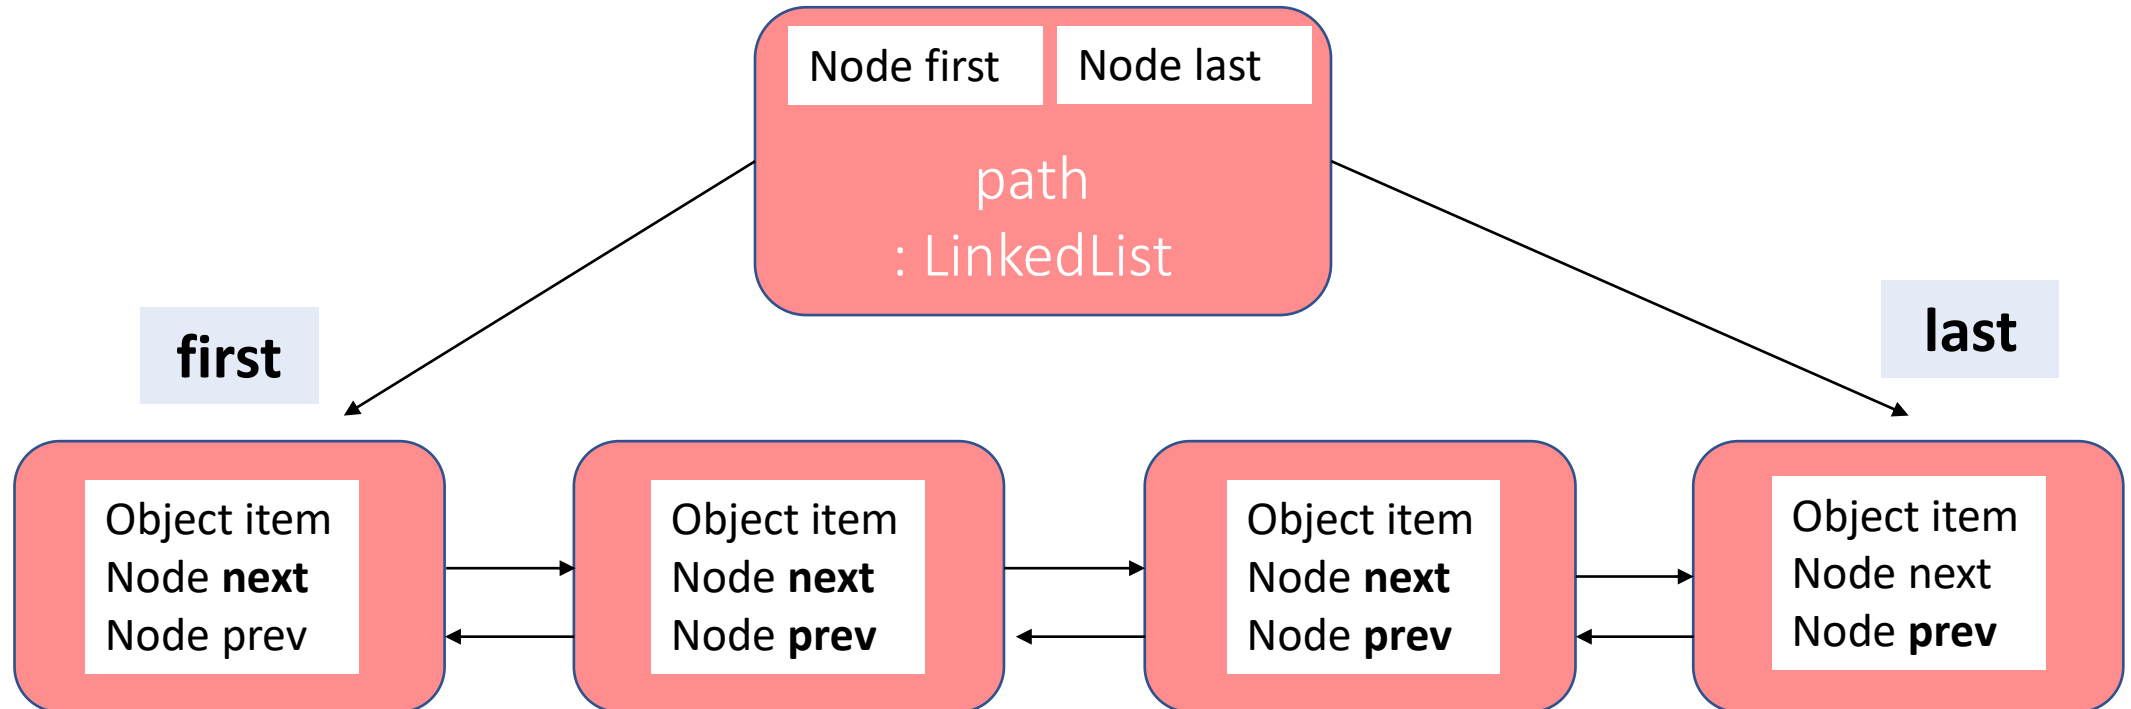 Node first
Node last
path
: LinkedList
first
last
Object item
Node next
Node prev
Object item
Node next
Node prev
Object item
Node next
Node prev
Object item
Node next
Node prev